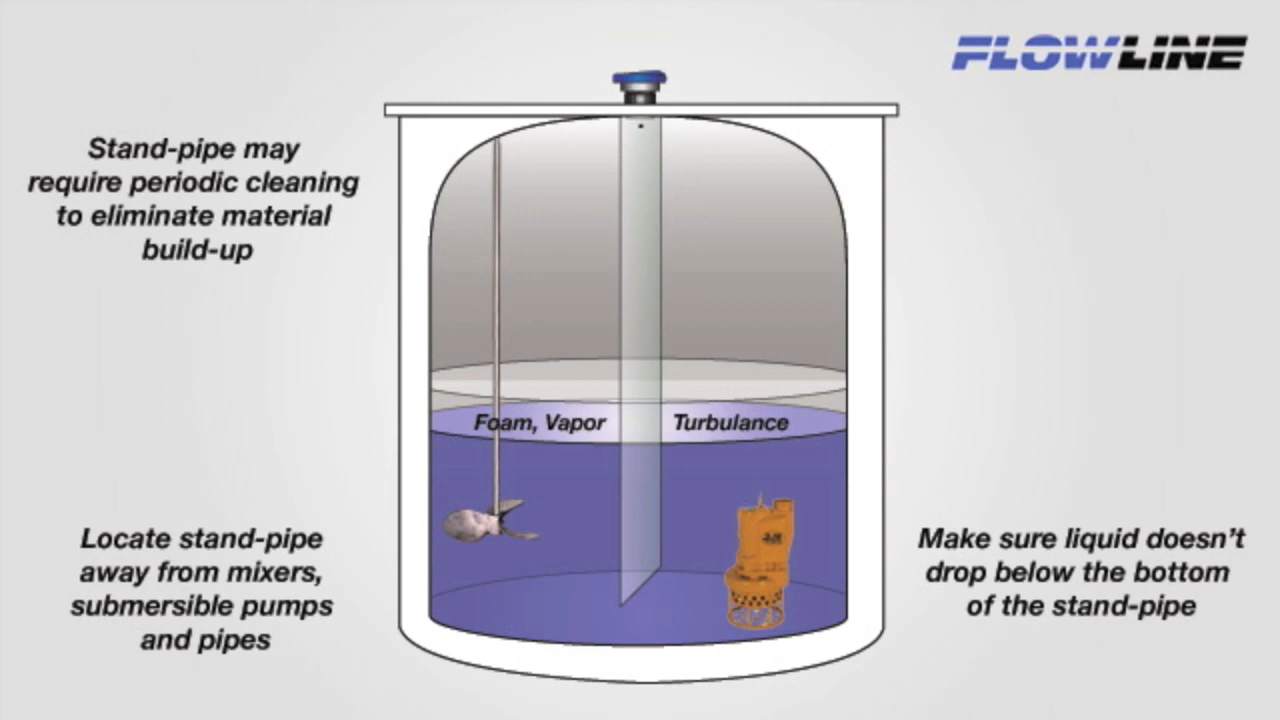 FLOWLINE
Stand-pipe may
require periodic cleaning
to eliminate material
build-up
Foam, Vapor
Turbulance
Locate stand-pipe
away from mixers,
submersible pumps
and pipes
Make sure liquid doesn't
drop below the bottom
of the stand-pipe